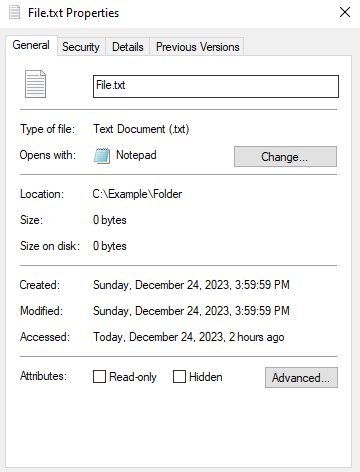 File.txt Properties
General Security Details Previous Versions
File.txt
Type of file: Text Document (.txt)
Opens with: Notepad Change...
Location: C:\Example\Folder
Size: 0 bytes
Size on disk: 0 bytes
Created: Sunday, December 24, 2023, 3:59:59 PM
Modified: Sunday, December 24, 2023, 3:59:59 PM
Accessed: Today, December 24, 2023, 2 hours ago
Attributes: Read-only Hidden Advanced...